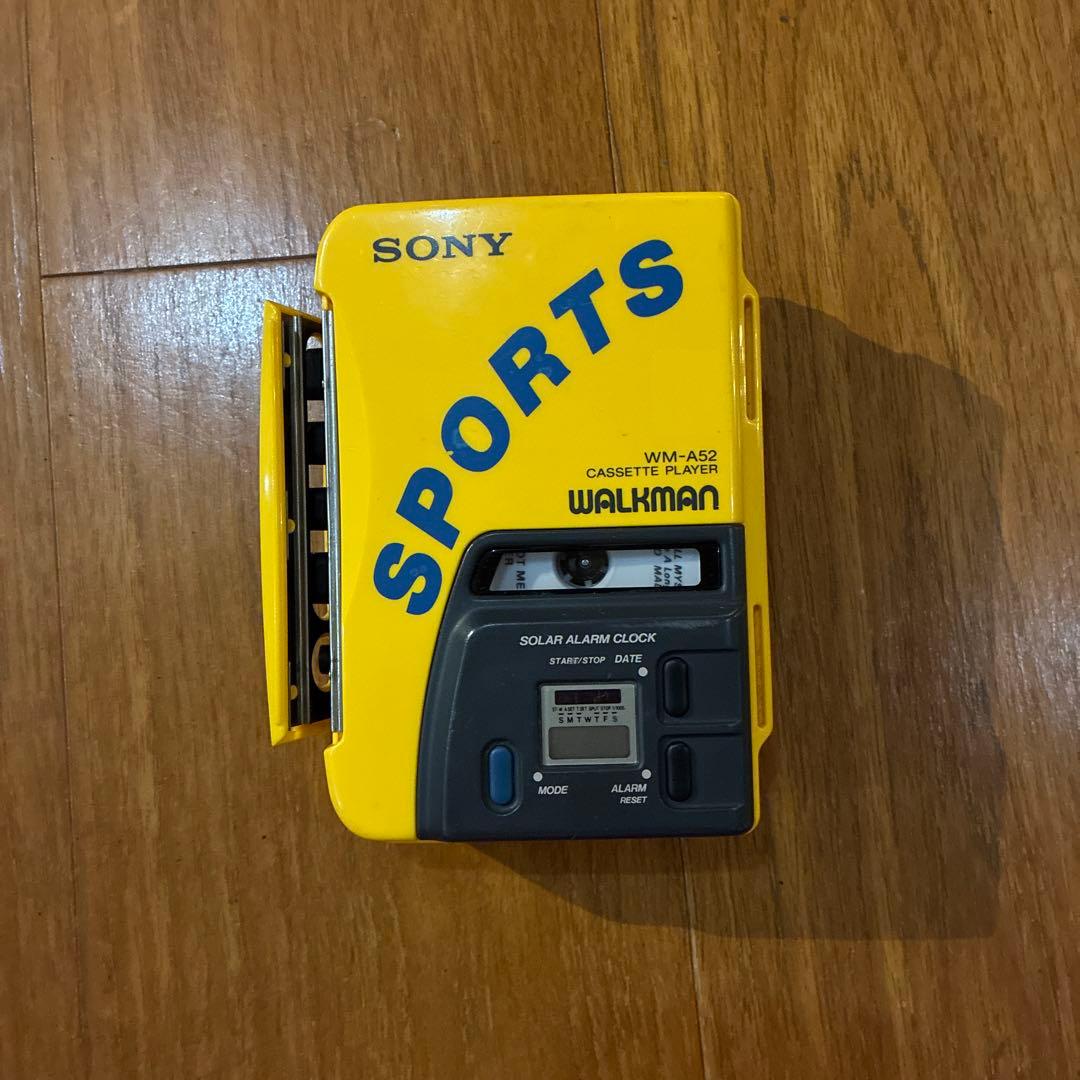 SONY
SPORTS
WM-A52
CASSETTE PLAYER
WALKMAN
SOLAR ALARM CLOCK
START/STOP DATE
S M T W T F S
MODE
ALARM
RESET